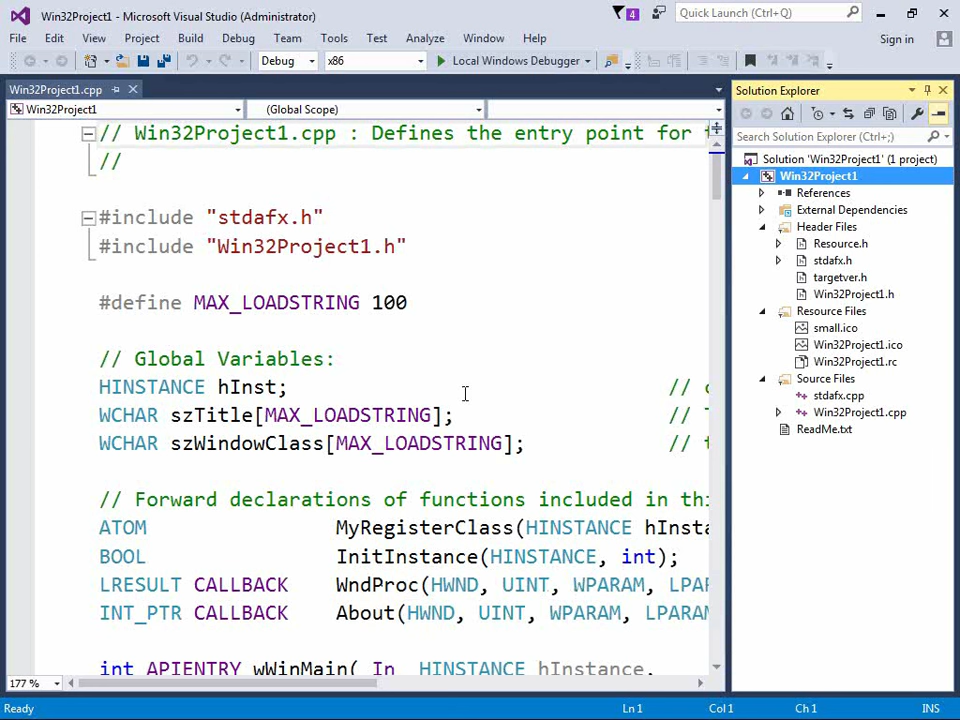 Win32Project1 - Microsoft Visual Studio (Administrator)
4
Quick Launch (Ctrl+Q)
File Edit View Project Build Debug Team Tools Test Analyze Window Help
Sign in
Debug x86 Local Windows Debugger
Win32Project1.cpp
Win32Project1 (Global Scope)
// Win32Project1.cpp : Defines the entry point for t
//
#include "stdafx.h"
#include "Win32Project1.h"
#define MAX_LOADSTRING 100
// Global Variables:
HINSTANCE hInst; // c
WCHAR szTitle[MAX_LOADSTRING]; // T
WCHAR szWindowClass[MAX_LOADSTRING]; // t
// Forward declarations of functions included in thi
ATOM MyRegisterClass(HINSTANCE hInsta
BOOL InitInstance(HINSTANCE, int);
LRESULT CALLBACK WndProc(HWND, UINT, WPARAM, LPAR
INT_PTR CALLBACK About(HWND, UINT, WPARAM, LPARAM
int APIENTRY wWinMain(_In_ HINSTANCE hInstance,
177 %
Solution Explorer
Search Solution Explorer (Ctrl+;)
Solution 'Win32Project1' (1 project)
Win32Project1
References
External Dependencies
Header Files
Resource.h
stdafx.h
targetver.h
Win32Project1.h
Resource Files
small.ico
Win32Project1.ico
Win32Project1.rc
Source Files
stdafx.cpp
Win32Project1.cpp
ReadMe.txt
Ready Ln 1 Col 1 Ch 1 INS